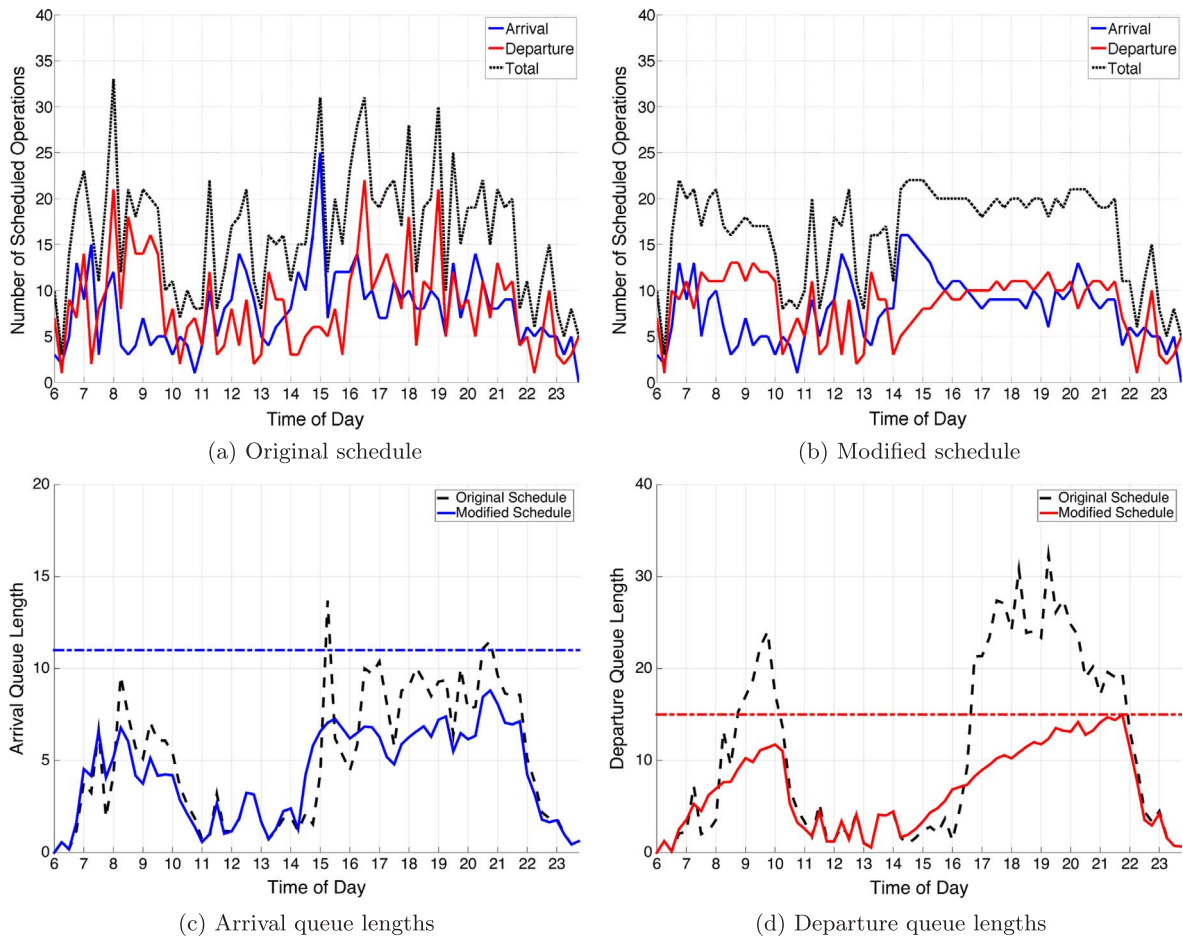 40
35
30
25
20
15
10
5
0
Number of Scheduled Operations
Arrival
Departure
Total
6 7 8 9 10 11 12 13 14 15 16 17 18 19 20 21 22 23
Time of Day
(a) Original schedule
40
35
30
25
20
15
10
5
0
Number of Scheduled Operations
Arrival
Departure
Total
6 7 8 9 10 11 12 13 14 15 16 17 18 19 20 21 22 23
Time of Day
(b) Modified schedule
20
15
10
5
0
Arrival Queue Length
Original Schedule
Modified Schedule
6 7 8 9 10 11 12 13 14 15 16 17 18 19 20 21 22 23
Time of Day
(c) Arrival queue lengths
40
30
20
10
0
Departure Queue Length
Original Schedule
Modified Schedule
6 7 8 9 10 11 12 13 14 15 16 17 18 19 20 21 22 23
Time of Day
(d) Departure queue lengths